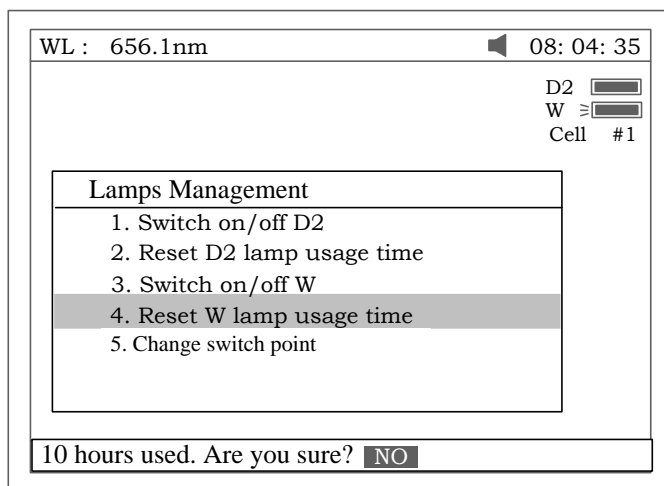 WL : 656.1nm 08: 04: 35
D2
W
Cell #1
Lamps Management
1. Switch on/off D2
2. Reset D2 lamp usage time
3. Switch on/off W
4. Reset W lamp usage time
5. Change switch point
10 hours used. Are you sure? NO